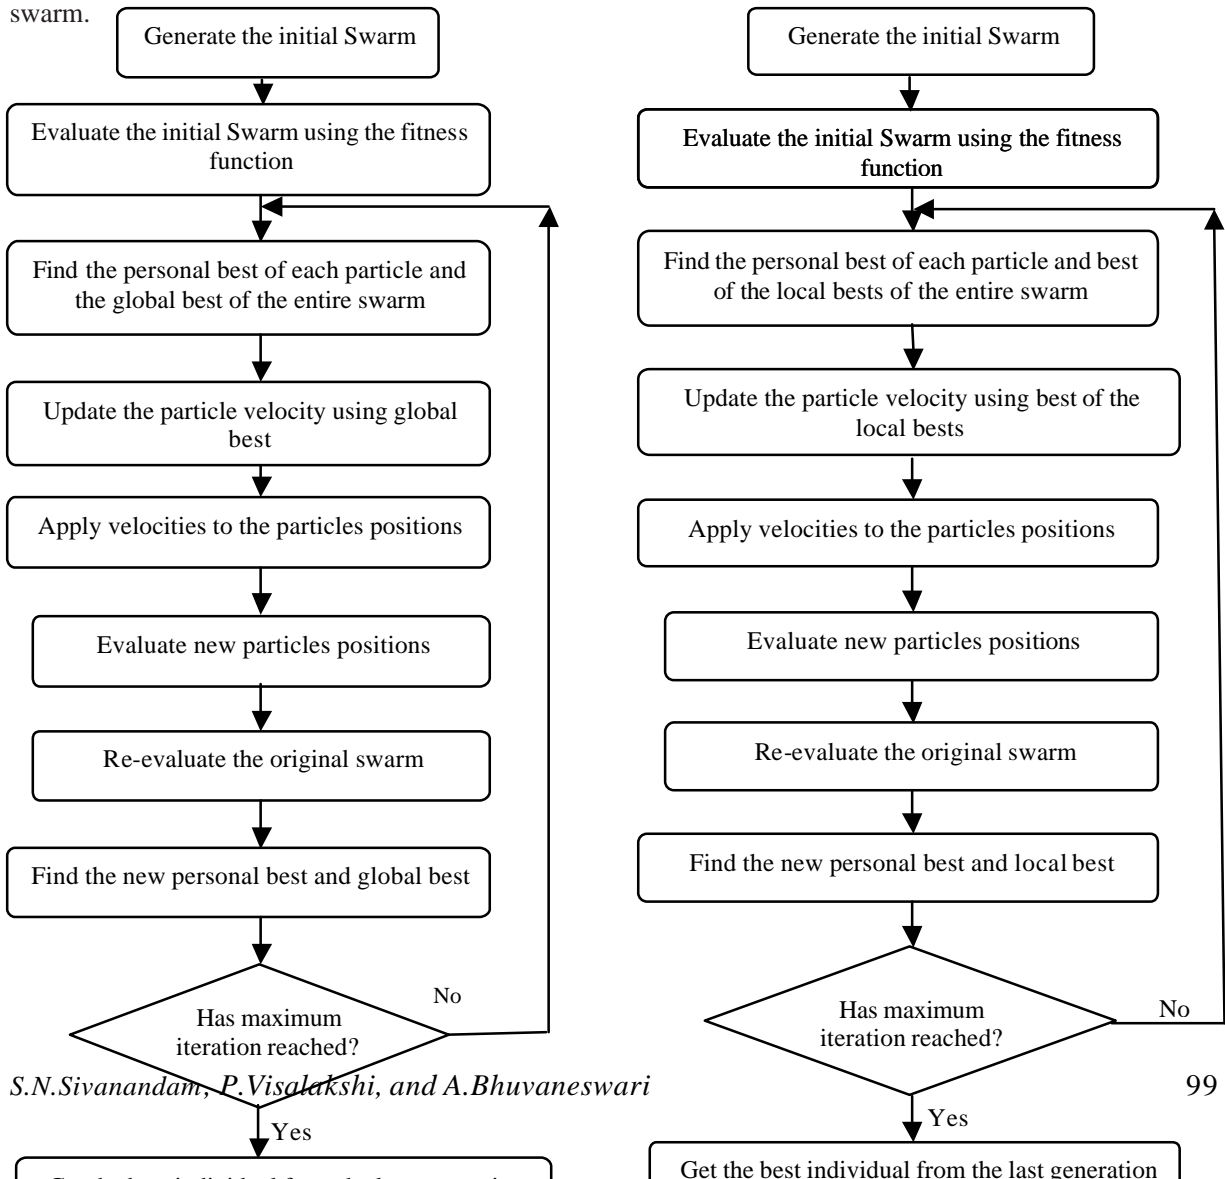 swarm.
Generate the initial Swarm
Evaluate the initial Swarm using the fitness
function
Find the personal best of each particle and
the global best of the entire swarm
Update the particle velocity using global
best
Apply velocities to the particles positions
Evaluate new particles positions
Re-evaluate the original swarm
Find the new personal best and global best
Has maximum
iteration reached?
No
Yes
Generate the initial Swarm
Evaluate the initial Swarm using the fitness
function
Find the personal best of each particle and best
of the local bests of the entire swarm
Update the particle velocity using best of the
local bests
Apply velocities to the particles positions
Evaluate new particles positions
Re-evaluate the original swarm
Find the new personal best and local best
Has maximum
iteration reached?
No
Yes
Get the best individual from the last generation
S.N.Sivanandam, P.Visalakshi, and A.Bhuvaneswari
99